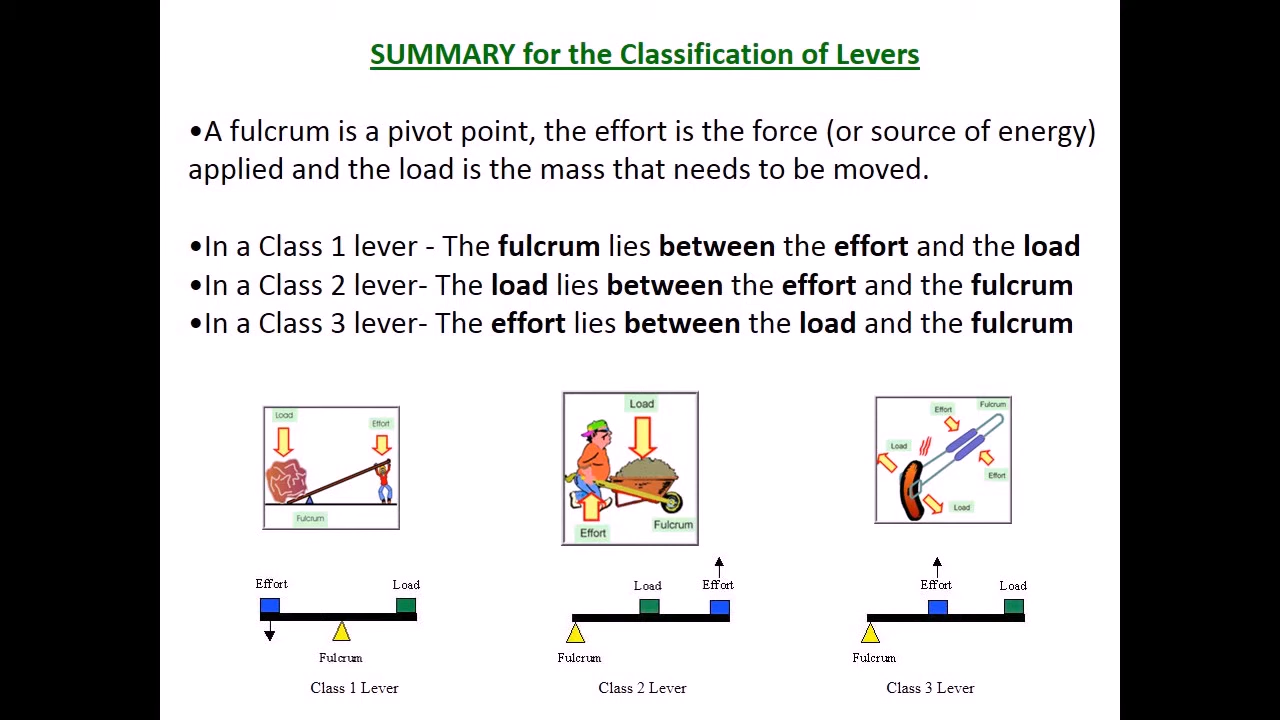 SUMMARY for the Classification of Levers
•A fulcrum is a pivot point, the effort is the force (or source of energy)
applied and the load is the mass that needs to be moved.
•In a Class 1 lever - The fulcrum lies between the effort and the load
•In a Class 2 lever- The load lies between the effort and the fulcrum
•In a Class 3 lever- The effort lies between the load and the fulcrum
Load
Effort
Fulcrum
Load
Effort
Fulcrum
Effort
Fulcrum
Load
Effort
Load
Effort
Load
Fulcrum
Class 1 Lever
Load
Effort
Fulcrum
Class 2 Lever
Effort
Load
Fulcrum
Class 3 Lever